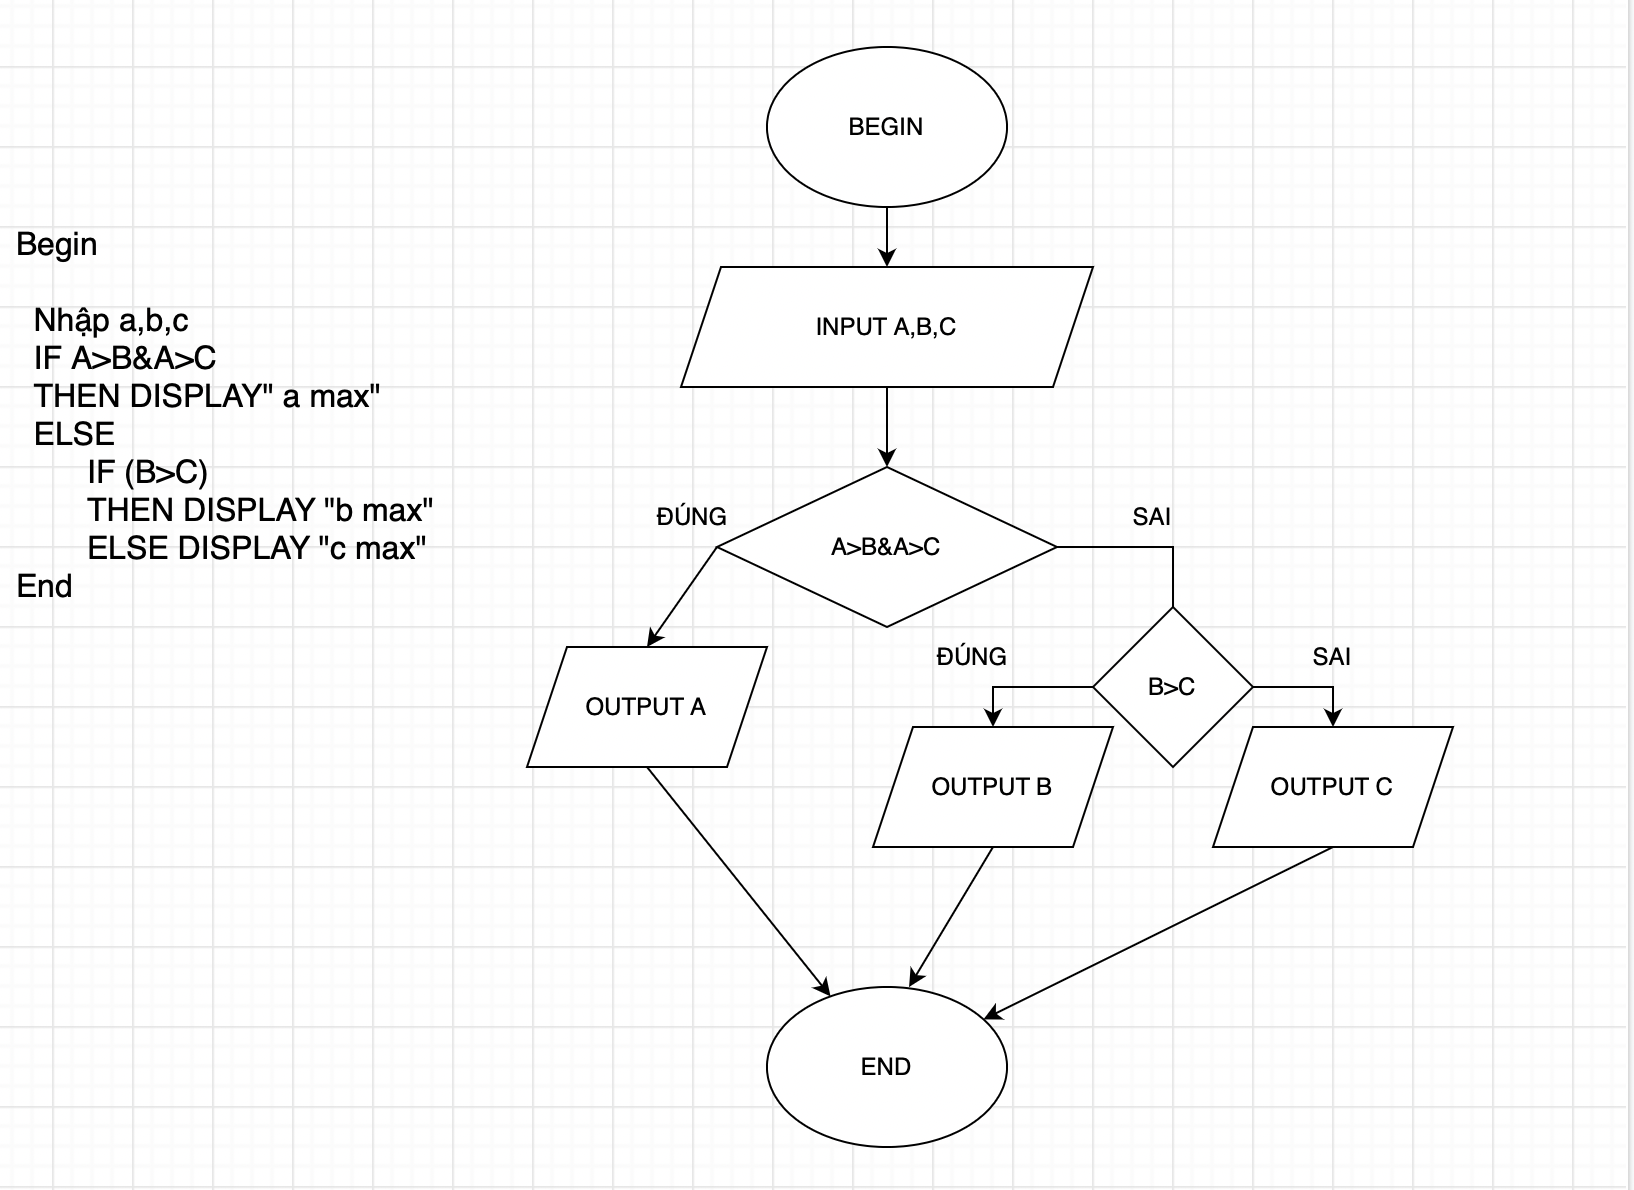 Begin
Nhập a,b,c
IF A>B&A>C
THEN DISPLAY" a max"
ELSE
IF (B>C)
THEN DISPLAY "b max"
ELSE DISPLAY "c max"
End
BEGIN
INPUT A,B,C
A>B&A>C
ĐÚNG
SAI
OUTPUT A
B>C
ĐÚNG
SAI
OUTPUT B
OUTPUT C
END